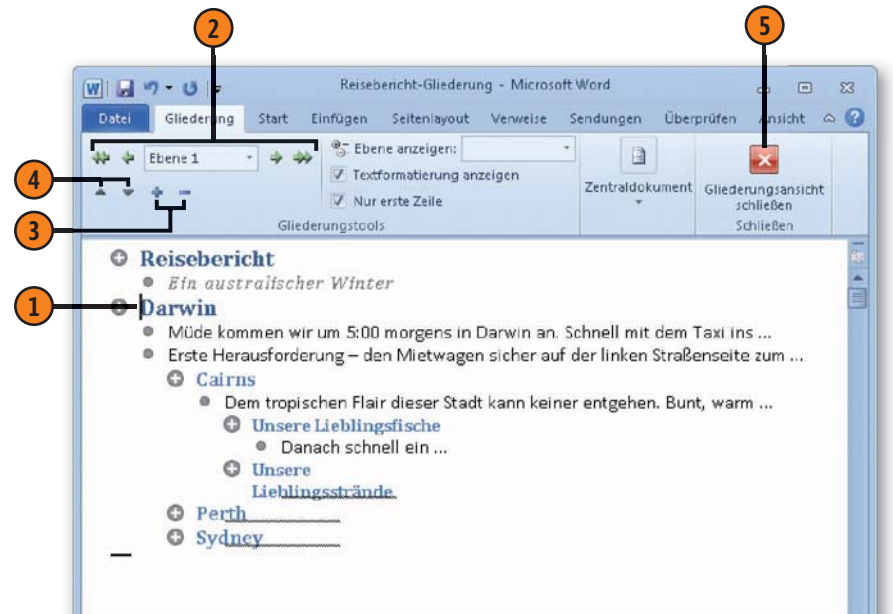 2
5
W
Reisebericht-Gliederung - Microsoft Word
Datei Gliederung Start Einfügen Seitenlayout Verweise Sendungen Überprüfen Ansicht
Ebene 1
Ebene anzeigen:
Textformatierung anzeigen
Nur erste Zeile
Gliederungstools
Zentraldokument
Gliederungsansicht
schließen
Schließen
4
3
1
Reisebericht
Ein australischer Winter
Darwin
Müde kommen wir um 5:00 morgens in Darwin an. Schnell mit dem Taxi ins ...
Erste Herausforderung – den Mietwagen sicher auf der linken Straßenseite zum ...
Cairns
Dem tropischen Flair dieser Stadt kann keiner entgehen. Bunt, warm ...
Unsere Lieblingsfische
Danach schnell ein ...
Unsere
Lieblingsstrände
Perth
Sydney